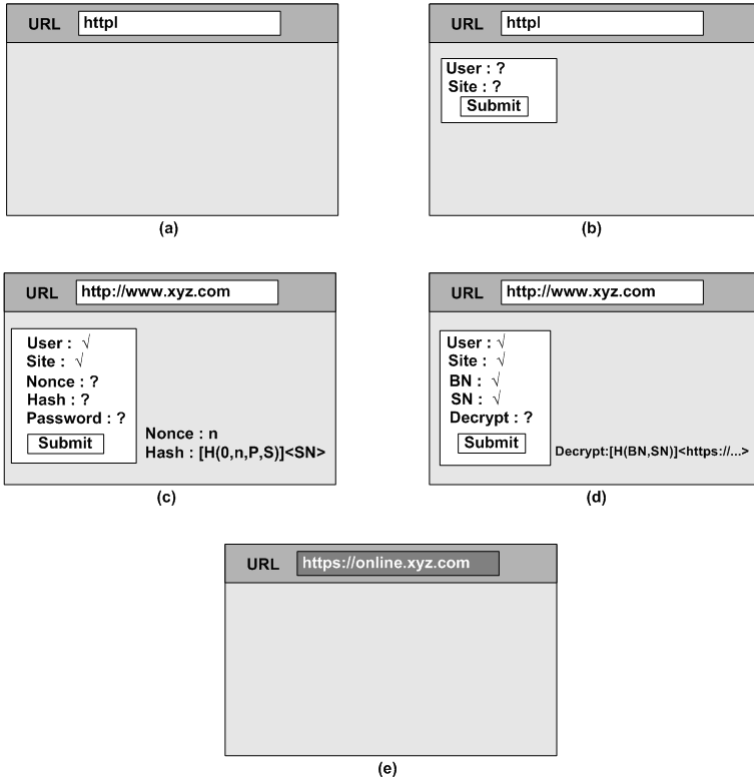 URL httpl
(a)
URL httpl
User : ?
Site : ?
Submit
(b)
URL http://www.xyz.com
User : √
Site : √
Nonce : ?
Hash : ?
Password : ?
Submit
Nonce : n
Hash : [H(0,n,P,S)]<SN>
(c)
URL http://www.xyz.com
User : √
Site : √
BN : √
SN : √
Decrypt : ?
Submit
Decrypt:[H(BN,SN)]<https://...>
(d)
URL https://online.xyz.com
(e)